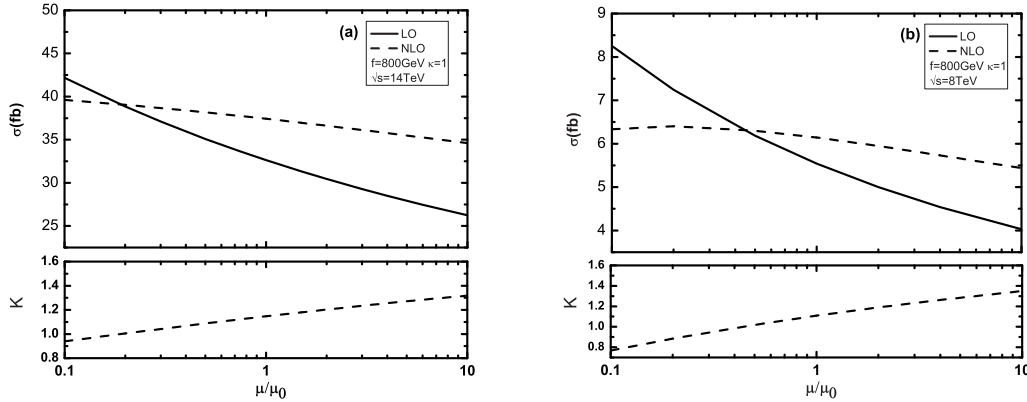 50
45
40
35
30
25
σ(fb)
(a)
LO
NLO
f=800GeV κ=1
√s=14TeV
1.6
1.4
1.2
1.0
0.8
K
0.1
1
10
μ/μ0
9
8
7
6
5
4
σ(fb)
(b)
LO
NLO
f=800GeV κ=1
√s=8TeV
1.6
1.4
1.2
1.0
0.8
K
0.1
1
10
μ/μ0